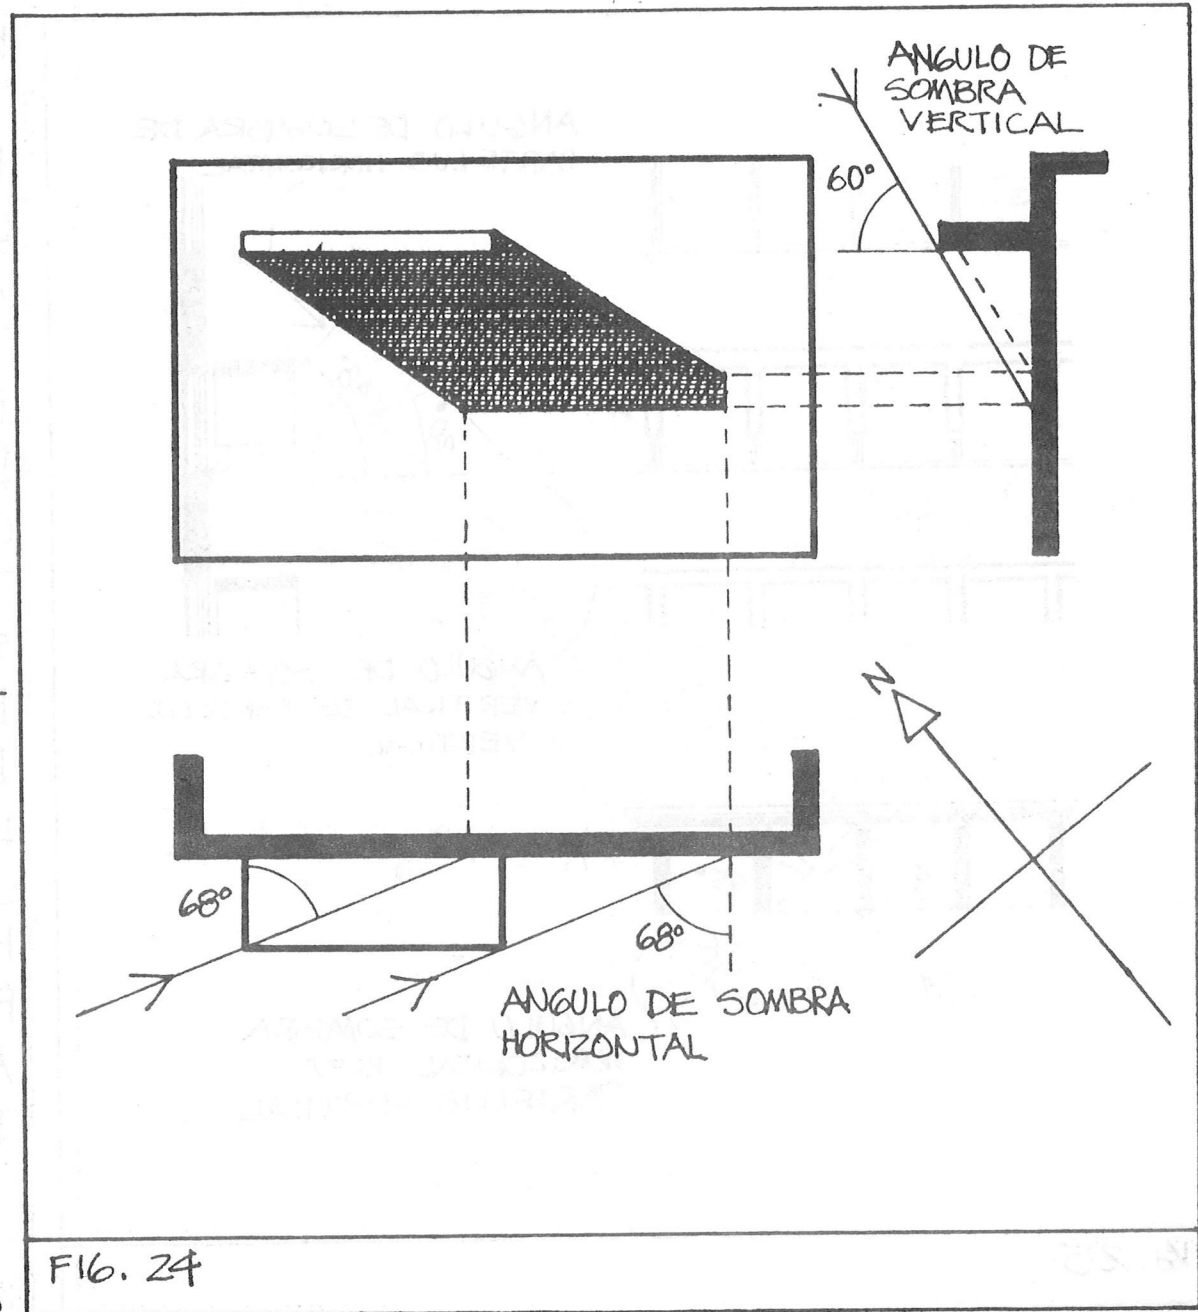 ANGULO DE
SOMBRA
VERTICAL
60°
N
68°
68°
ANGULO DE SOMBRA
HORIZONTAL
FIG. 24